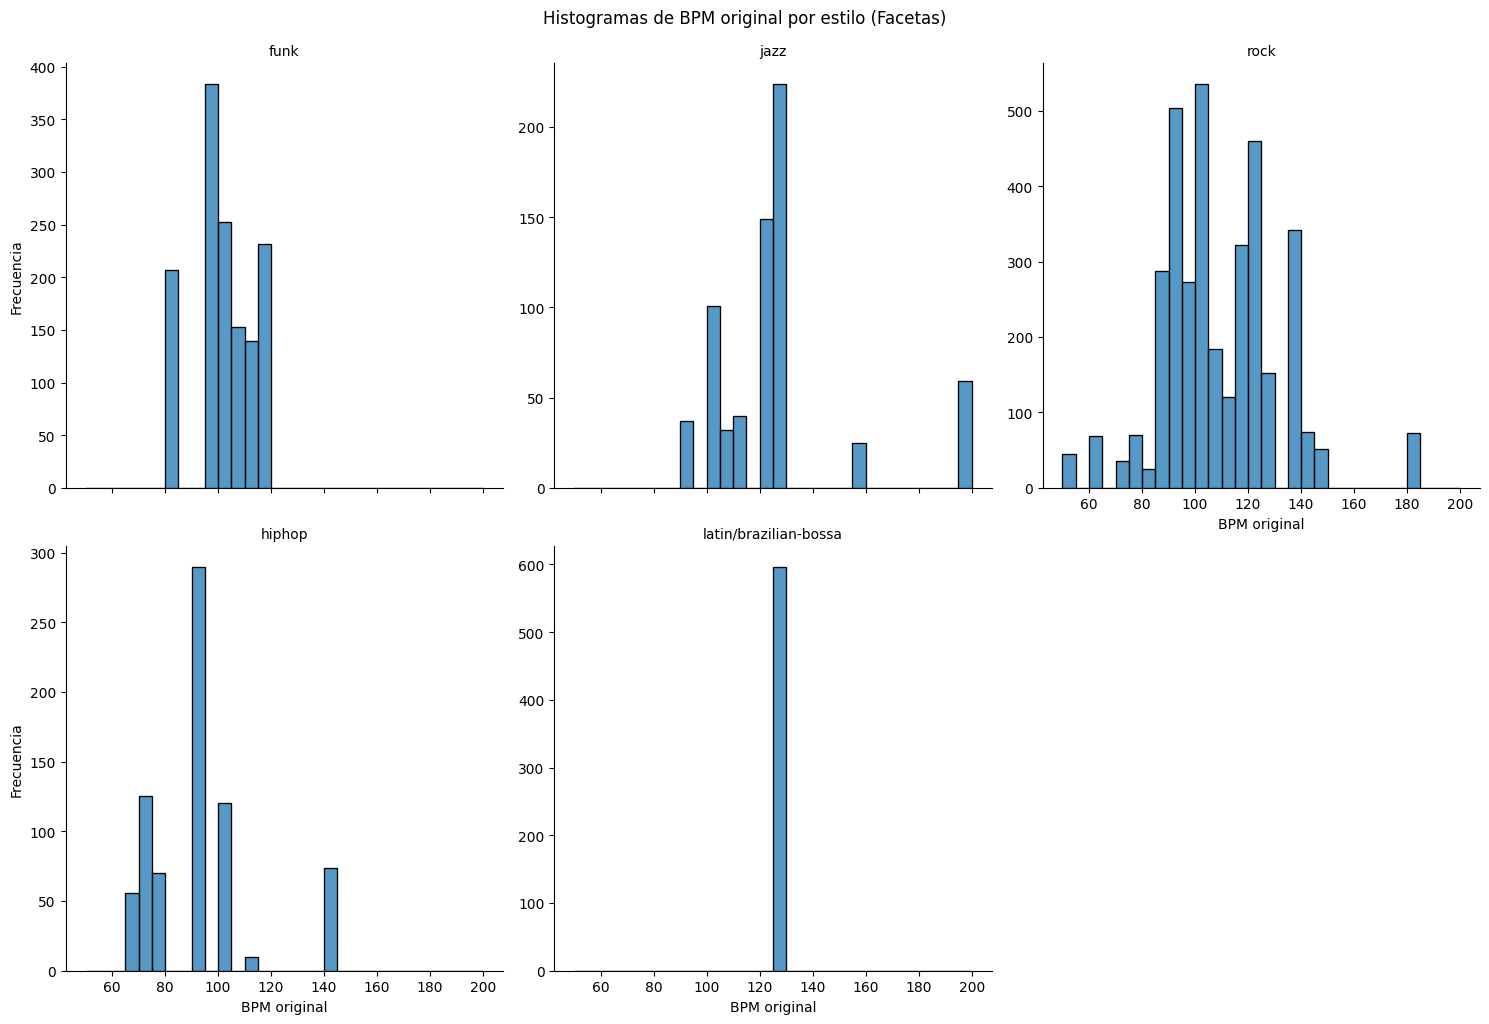 Histogramas de BPM original por estilo (Facetas)
funk
400
350
300
250
200
150
100
50
0
Frecuencia
jazz
200
150
100
50
0
rock
500
400
300
200
100
0
60 80 100 120 140 160 180 200
BPM original
hiphop
300
250
200
150
100
50
0
Frecuencia
60 80 100 120 140 160 180 200
BPM original
latin/brazilian-bossa
600
500
400
300
200
100
0
60 80 100 120 140 160 180 200
BPM original